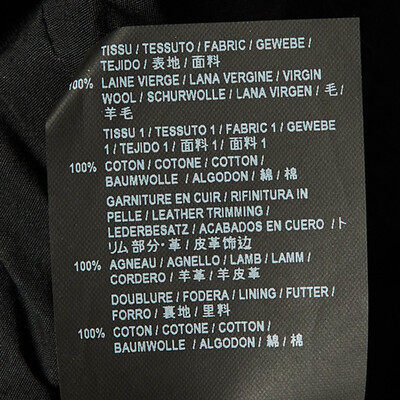 TISSU / TESSUTO / FABRIC / GEWEBE /
TEJIDO / 表地 / 面料
100% LAINE VIERGE / LANA VERGINE / VIRGIN
WOOL / SCHURWOLLE / LANA VIRGEN / 毛 /
羊毛
TISSU 1 / TESSUTO 1 / FABRIC 1 / GEWEBE
1 / TEJIDO 1 / 面料1 / 面料 1
100% COTON / COTONE / COTTON /
BAUMWOLLE / ALGODON / 綿 / 棉
GARNITURE EN CUIR / RIFINITURA IN
PELLE / LEATHER TRIMMING /
LEDERBESATZ / ACABADOS EN CUERO / ト
リム部分・革 / 皮革饰边
100% AGNEAU / AGNELLO / LAMB / LAMM /
CORDERO / 羊革 / 羊皮革
DOUBLURE / FODERA / LINING / FUTTER /
FORRO / 裏地 / 里料
100% COTON / COTONE / COTTON /
BAUMWOLLE / ALGODON / 綿 / 棉